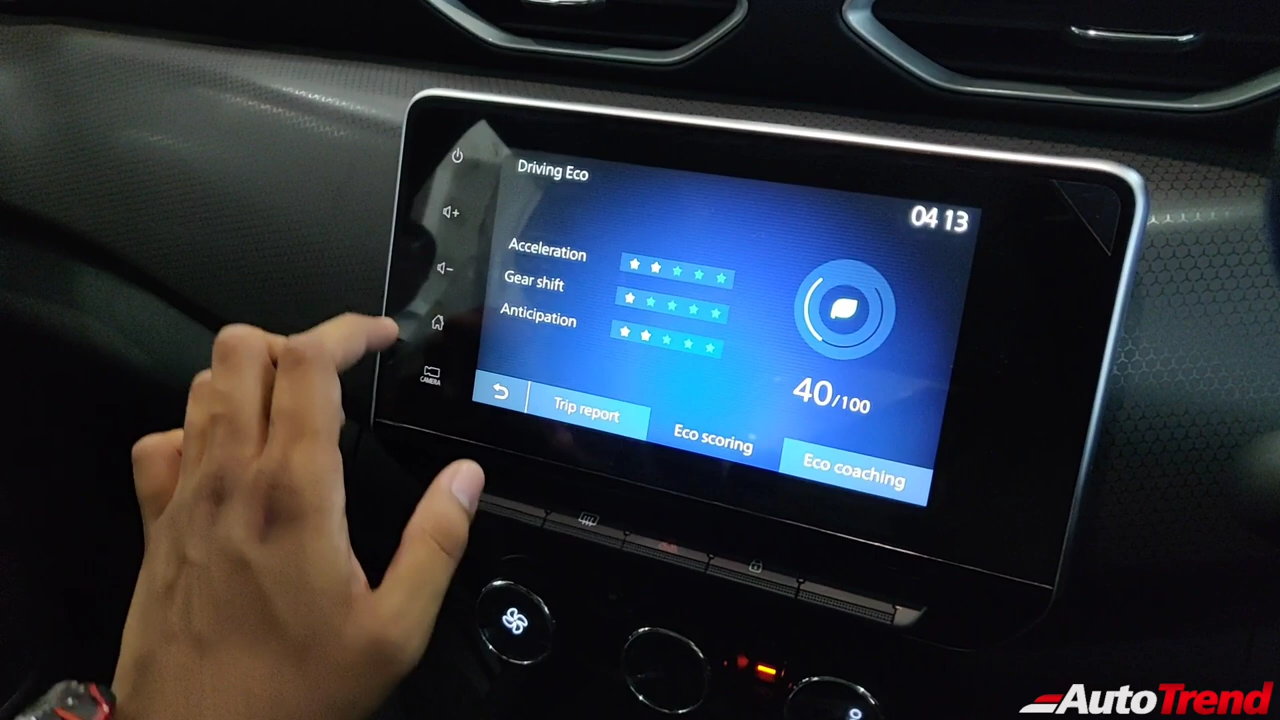 Driving Eco
04 13
Acceleration
Gear shift
Anticipation
40/100
CAMERA
Trip report
Eco scoring
Eco coaching
AutoTrend